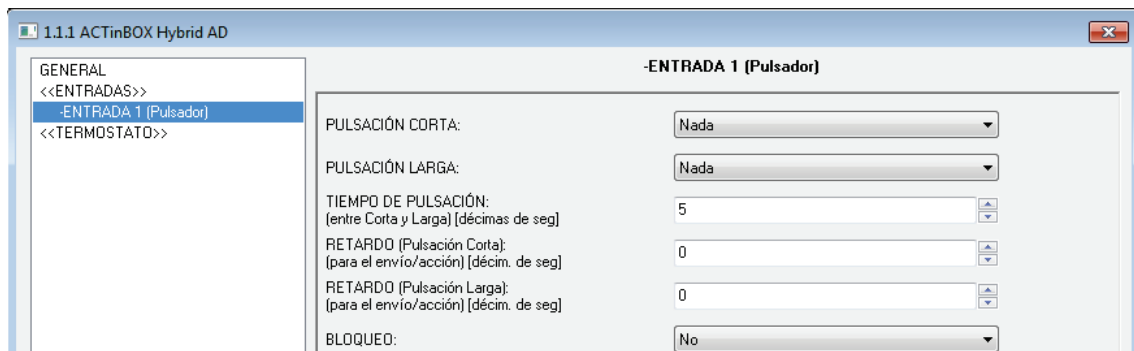 1.1.1 ACTinBOX Hybrid AD
GENERAL
<<ENTRADAS>>
-ENTRADA 1 (Pulsador)
<<TERMOSTATO>>
-ENTRADA 1 (Pulsador)
PULSACIÓN CORTA: Nada
PULSACIÓN LARGA: Nada
TIEMPO DE PULSACIÓN:
(entre Corta y Larga) [décimas de seg] 5
RETARDO (Pulsación Corta):
(para el envío/acción) [décim. de seg] 0
RETARDO (Pulsación Larga):
(para el envío/acción) [décim. de seg] 0
BLOQUEO: No